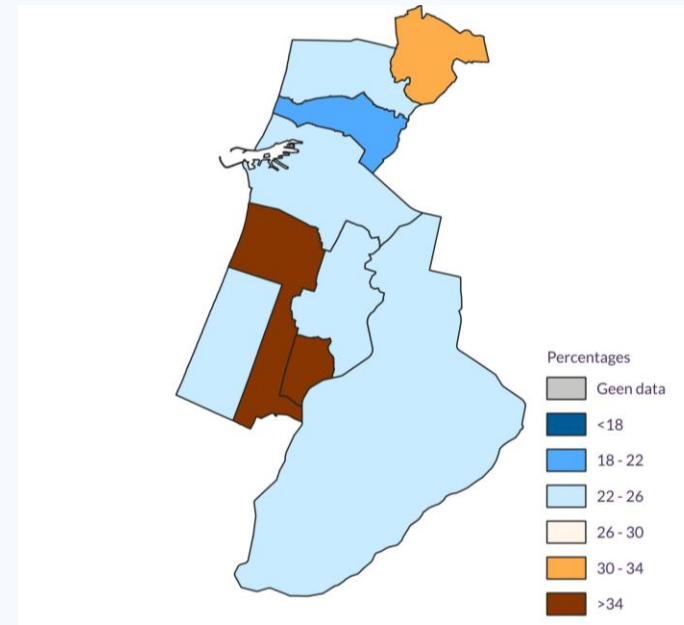 Percentages
Geen data
<18
18 - 22
22 - 26
26 - 30
30 - 34
>34